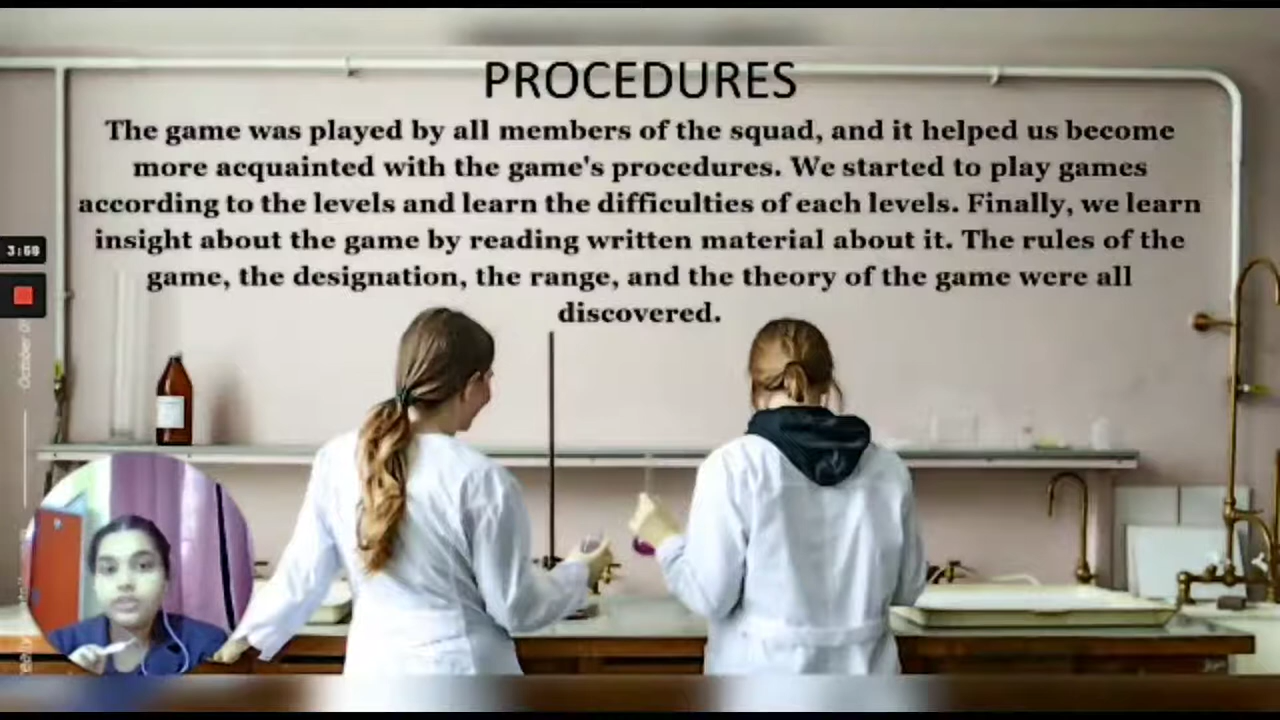 PROCEDURES
The game was played by all members of the squad, and it helped us become
more acquainted with the game's procedures. We started to play games
according to the levels and learn the difficulties of each levels. Finally, we learn
insight about the game by reading written material about it. The rules of the
game, the designation, the range, and the theory of the game were all
discovered.
October